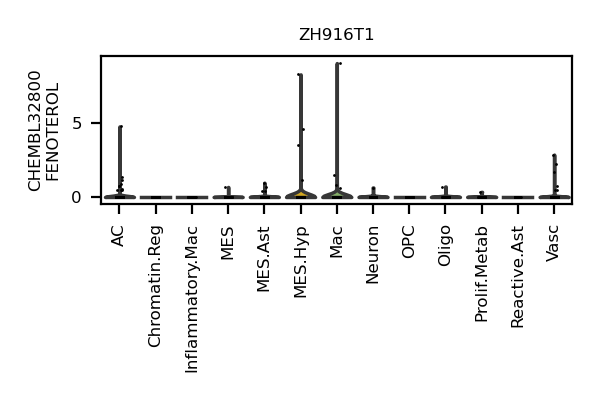 ZH916T1
CHEMBL32800
FENOTEROL
5
0
AC
Chromatin.Reg
Inflammatory.Mac
MES
MES.Ast
MES.Hyp
Mac
Neuron
OPC
Oligo
Prolif.Metab
Reactive.Ast
Vasc